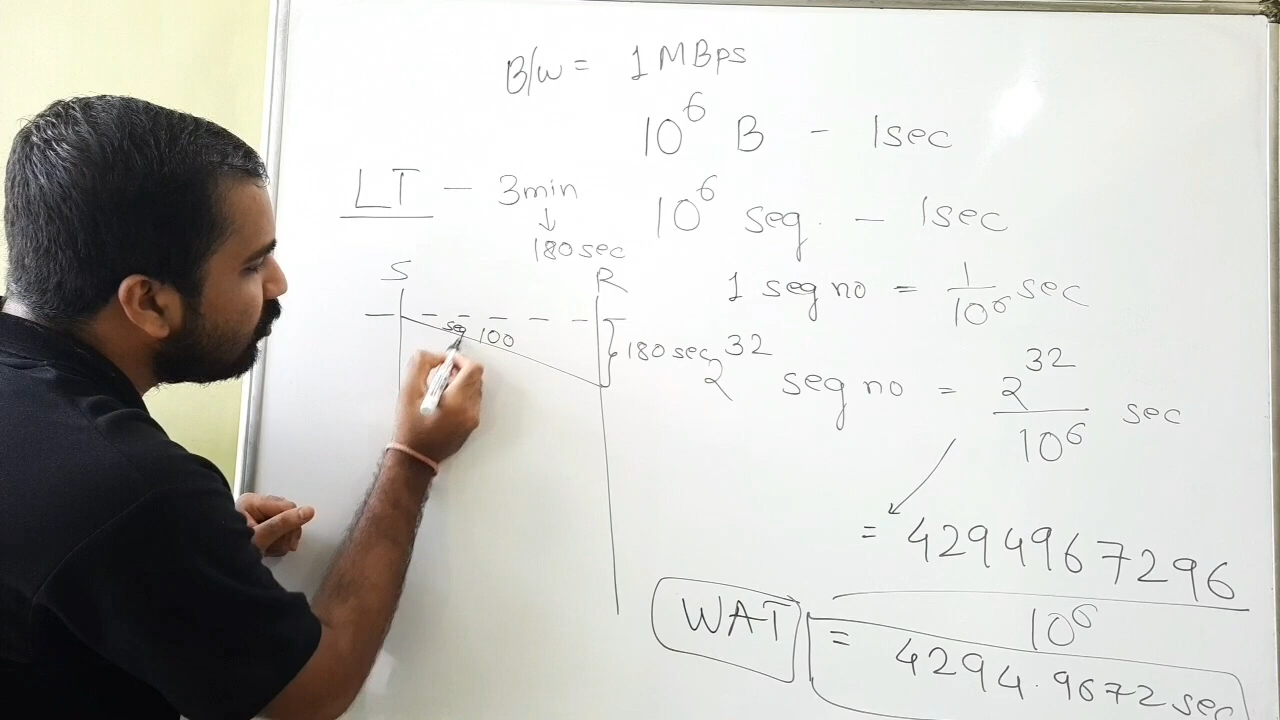 B/W = 1 MBps
10⁶ B - 1sec
LT - 3min
↓
180 sec
10⁶ seq. - 1sec
1 seq no = 1/10⁶ sec
S R
seq 100
180 sec
2³² seq no = 2³²/10⁶ sec
= 4294967296
10⁶
WAT = 4294.9672 sec